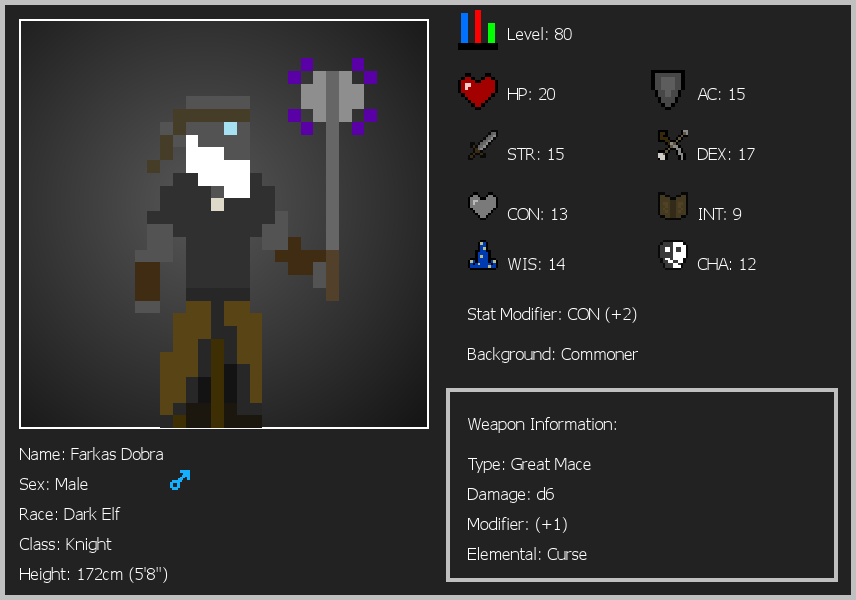 Level: 80
HP: 20
AC: 15
STR: 15
DEX: 17
CON: 13
INT: 9
WIS: 14
CHA: 12
Stat Modifier: CON (+2)
Background: Commoner
Weapon Information:
Type: Great Mace
Damage: d6
Modifier: (+1)
Elemental: Curse
Name: Farkas Dobra
Sex: Male
Race: Dark Elf
Class: Knight
Height: 172cm (5'8")